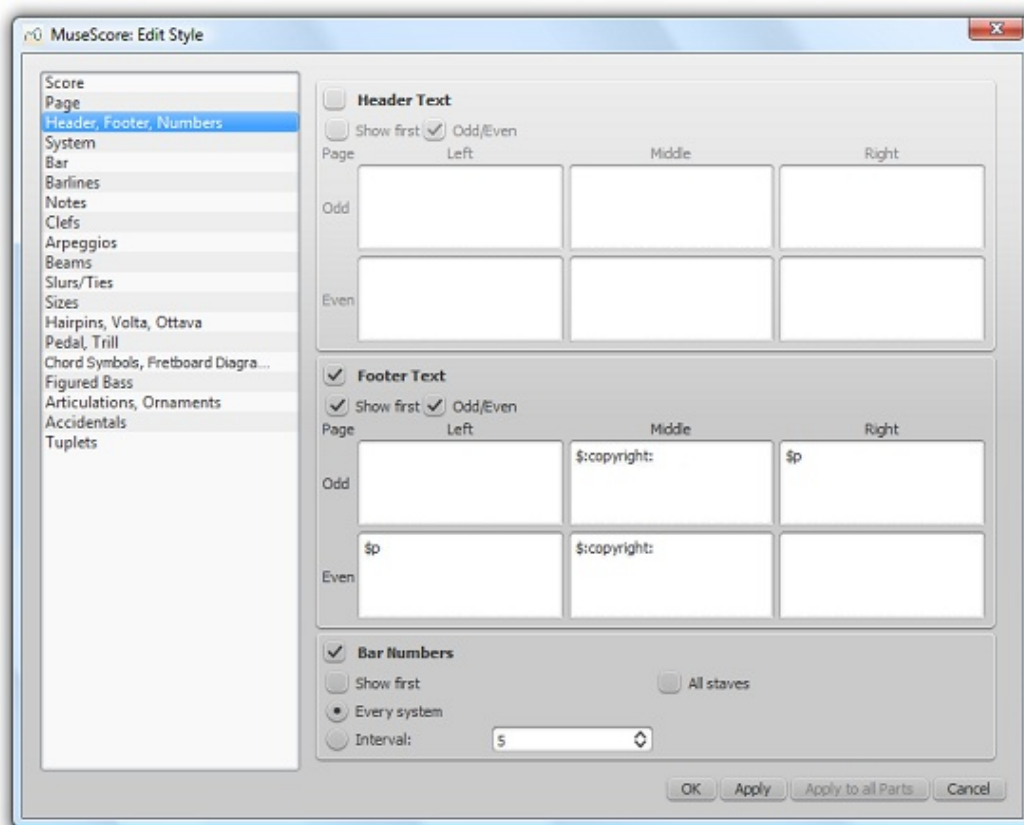 MuseScore: Edit Style
Score
Page
Header, Footer, Numbers
System
Bar
Barlines
Notes
Clefs
Arpeggios
Beams
Slurs/Ties
Sizes
Hairpins, Volta, Ottava
Pedal, Trill
Chord Symbols, Fretboard Diagra...
Figured Bass
Articulations, Ornaments
Accidentals
Tuplets
Header Text
Show first Odd/Even
Page Left Middle Right
Odd
Even
Footer Text
Show first Odd/Even
Page Left Middle Right
Odd $:copyright: $p
Even $p $:copyright:
Bar Numbers
Show first All staves
Every system
Interval: 5
OK Apply Apply to all Parts Cancel